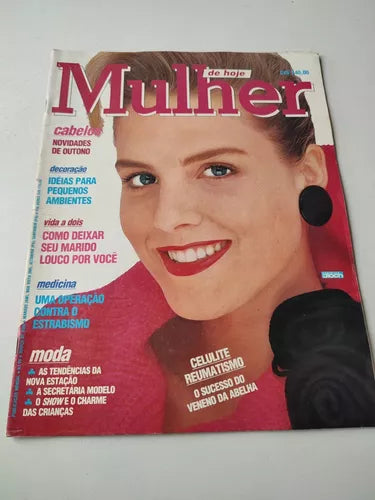 Mulher
de hoje
cabelos
NOVIDADES
DE OUTONO
decoração
IDÉIAS PARA
PEQUENOS
AMBIENTES
vida a dois
COMO DEIXAR
SEU MARIDO
LOUCO POR VOCÊ
medicina
UMA OPERAÇÃO
CONTRA O
ESTRABISMO
moda
AS TENDÊNCIAS DA
NOVA ESTAÇÃO
A SECRETÁRIA MODELO
O SHOW E O CHARME
DAS CRIANÇAS
bloch
CELULITE
REUMATISMO
O SUCESSO DO
VENENO DA ABELHA